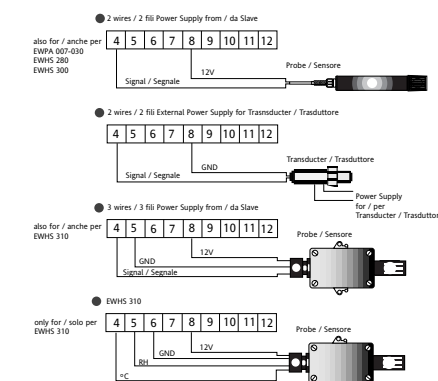 2 wires / 2 fili Power Supply from / da Slave
also for / anche per
EWPA 007-030
EWHS 280
EWHS 300
4 5 6 7 8 9 10 11 12
12V
Signal / Segnale
Probe / Sensore
2 wires / 2 fili External Power Supply for Trasnsducter / Trasduttore
4 5 6 7 8 9 10 11 12
GND
Signal / Segnale
Transducter / Trasduttore
Power Supply
for / per
Transducter / Trasduttor
3 wires / 3 fili Power Supply from / da Slave
also for / anche per
EWHS 310
4 5 6 7 8 9 10 11 12
Probe / Sensore
12V
GND
Signal / Segnale
EWHS 310
only for / solo per
EWHS 310
4 5 6 7 8 9 10 11 12
Probe / Sensore
12V
GND
RH
°C